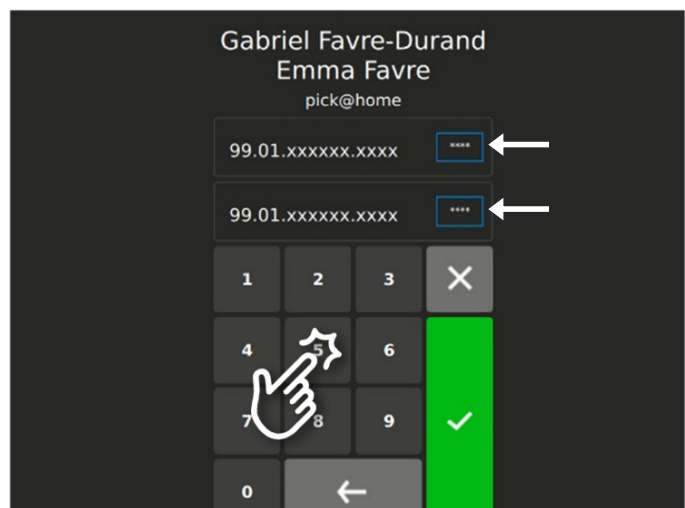 Gabriel Favre-Durand
Emma Favre
pick@home
99.01.xxxxxx.xxxx ****
99.01.xxxxxx.xxxx ****
1 2 3
4 5 6
7 8 9
0